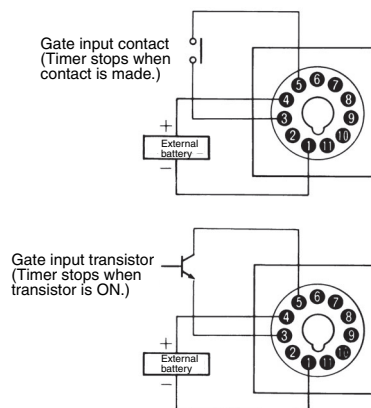 Gate input contact
(Timer stops when
contact is made.)
+
External
battery
−
5 6 7
4 8
3 9
2 10
1 11
Gate input transistor
(Timer stops when
transistor is ON.)
+
External
battery
−
5 6 7
4 8
3 9
2 10
1 11